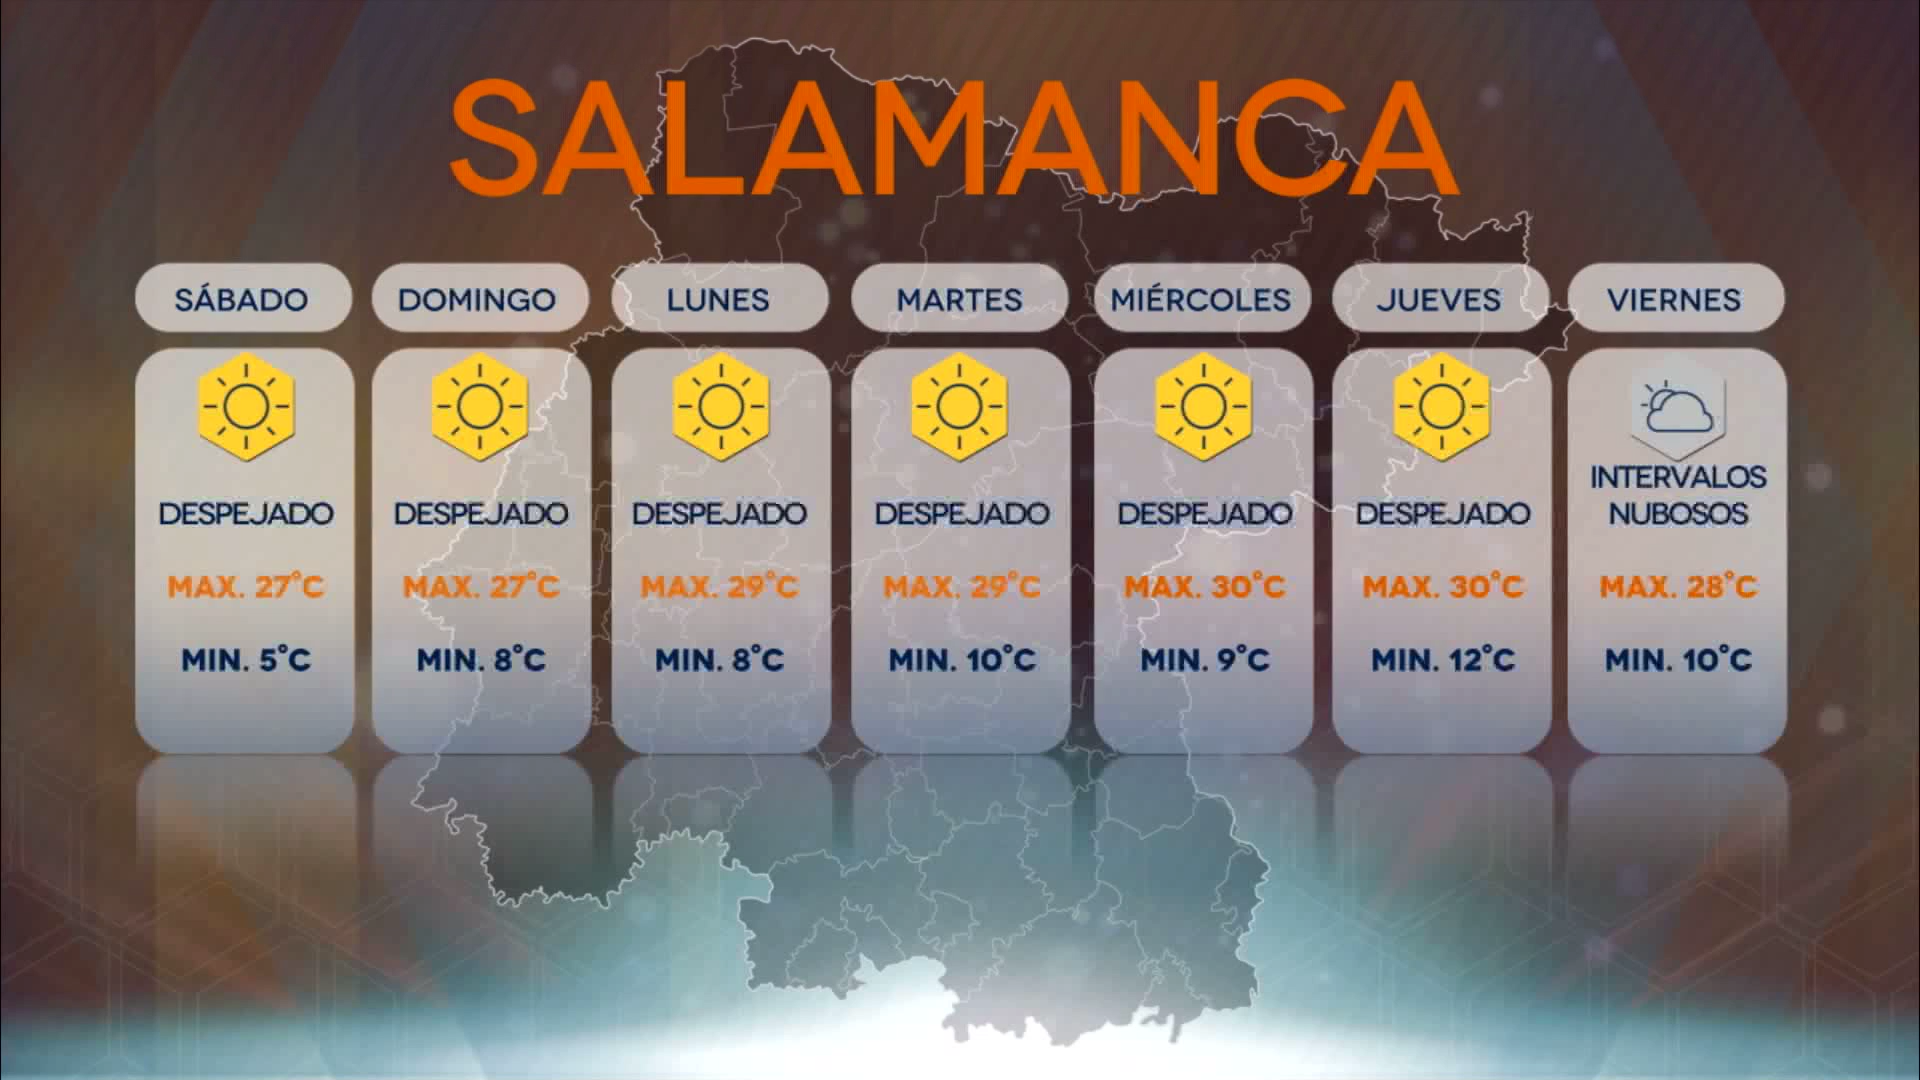 SALAMANCA
SÁBADO
DESPEJADO
MAX. 27°C
MIN. 5°C
DOMINGO
DESPEJADO
MAX. 27°C
MIN. 8°C
LUNES
DESPEJADO
MAX. 29°C
MIN. 8°C
MARTES
DESPEJADO
MAX. 29°C
MIN. 10°C
MIÉRCOLES
DESPEJADO
MAX. 30°C
MIN. 9°C
JUEVES
DESPEJADO
MAX. 30°C
MIN. 12°C
VIERNES
INTERVALOS
NUBOSOS
MAX. 28°C
MIN. 10°C